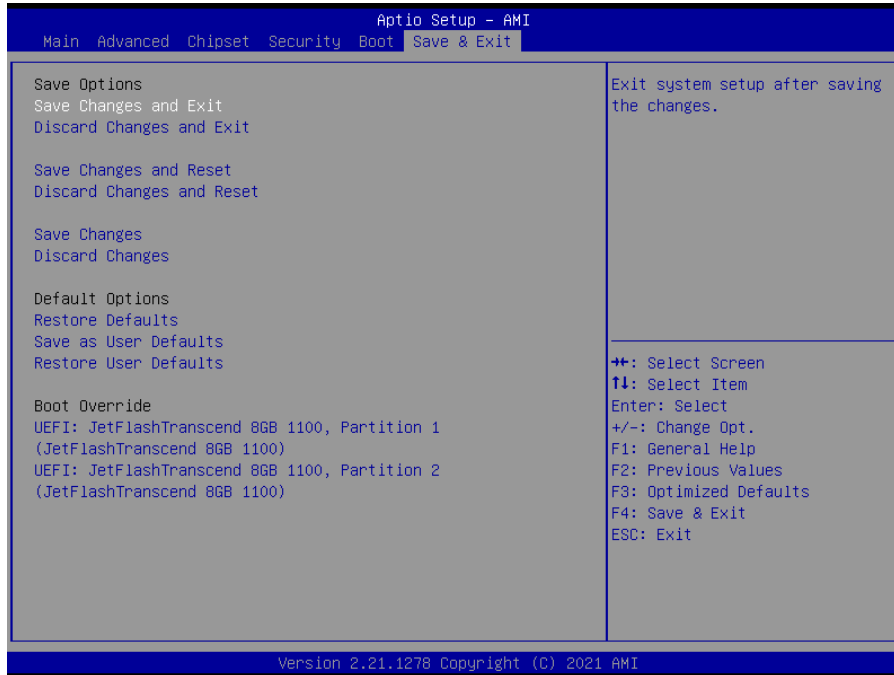 Aptio Setup – AMI
Main Advanced Chipset Security Boot Save & Exit
Save Options
Save Changes and Exit
Discard Changes and Exit
Save Changes and Reset
Discard Changes and Reset
Save Changes
Discard Changes
Default Options
Restore Defaults
Save as User Defaults
Restore User Defaults
Boot Override
UEFI: JetFlashTranscend 8GB 1100, Partition 1
(JetFlashTranscend 8GB 1100)
UEFI: JetFlashTranscend 8GB 1100, Partition 2
(JetFlashTranscend 8GB 1100)
Exit system setup after saving
the changes.
→←: Select Screen
↑↓: Select Item
Enter: Select
+/-: Change Opt.
F1: General Help
F2: Previous Values
F3: Optimized Defaults
F4: Save & Exit
ESC: Exit
Version 2.21.1278 Copyright (C) 2021 AMI